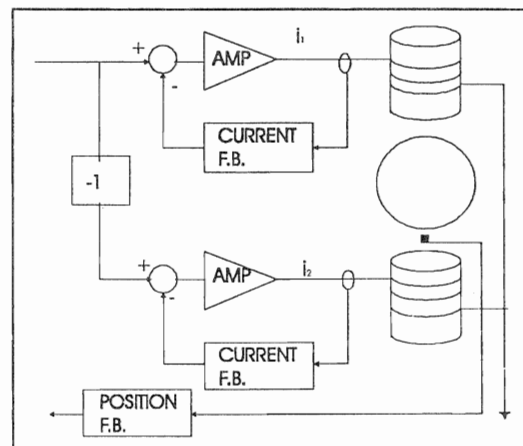 i₁
+
AMP
-
CURRENT
F.B.
-1
i₂
+
AMP
-
CURRENT
F.B.
POSITION
F.B.